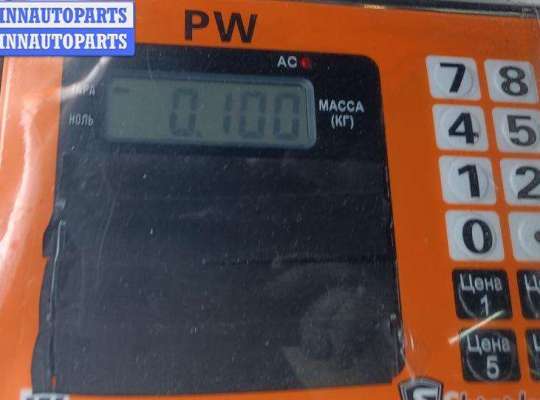 INNAUTOPARTS
INNAUTOPARTS
PW
AC
ТАРА
НОЛЬ
0.100
МАССА
(КГ)
7 8
4 5
1 2
0
Цена
1
Цена
5